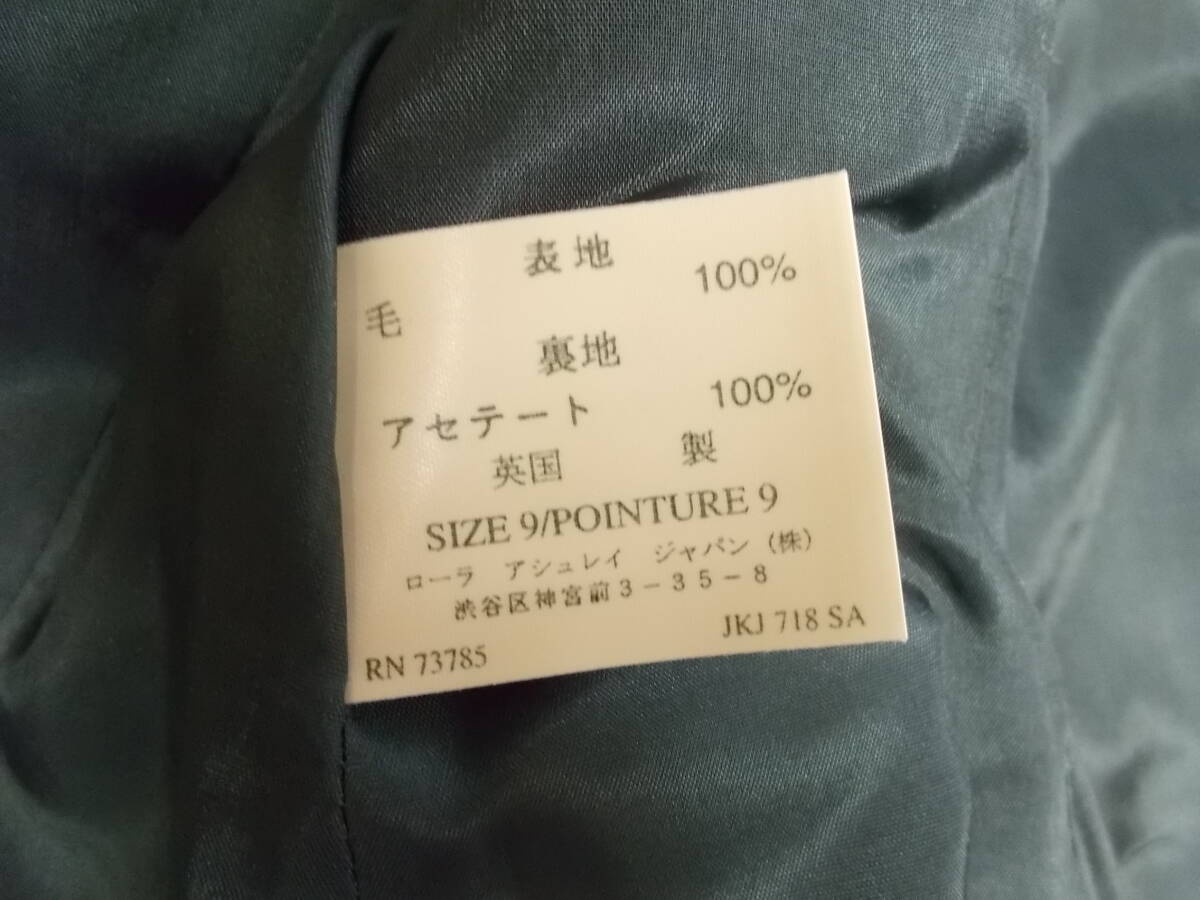 表地
毛 100%
裏地
アセテート 100%
英国 製
SIZE 9/POINTURE 9
ローラ アシュレイ ジャパン (株)
渋谷区神宮前3-35-8
RN 73785 JKJ 718 SA